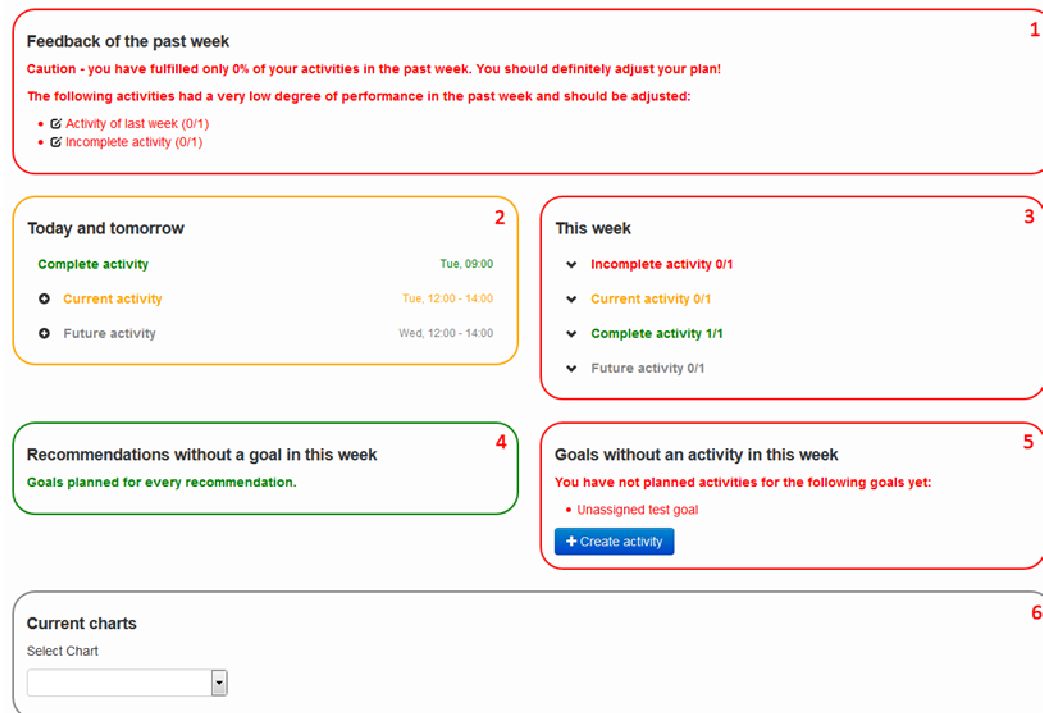 1
Feedback of the past week
Caution - you have fulfilled only 0% of your activities in the past week. You should definitely adjust your plan!
The following activities had a very low degree of performance in the past week and should be adjusted:
• Activity of last week (0/1)
• Incomplete activity (0/1)
2
Today and tomorrow
Complete activity Tue, 09:00
Current activity Tue, 12:00 - 14:00
Future activity Wed, 12:00 - 14:00
3
This week
Incomplete activity 0/1
Current activity 0/1
Complete activity 1/1
Future activity 0/1
4
Recommendations without a goal in this week
Goals planned for every recommendation.
5
Goals without an activity in this week
You have not planned activities for the following goals yet:
• Unassigned test goal
+ Create activity
6
Current charts
Select Chart